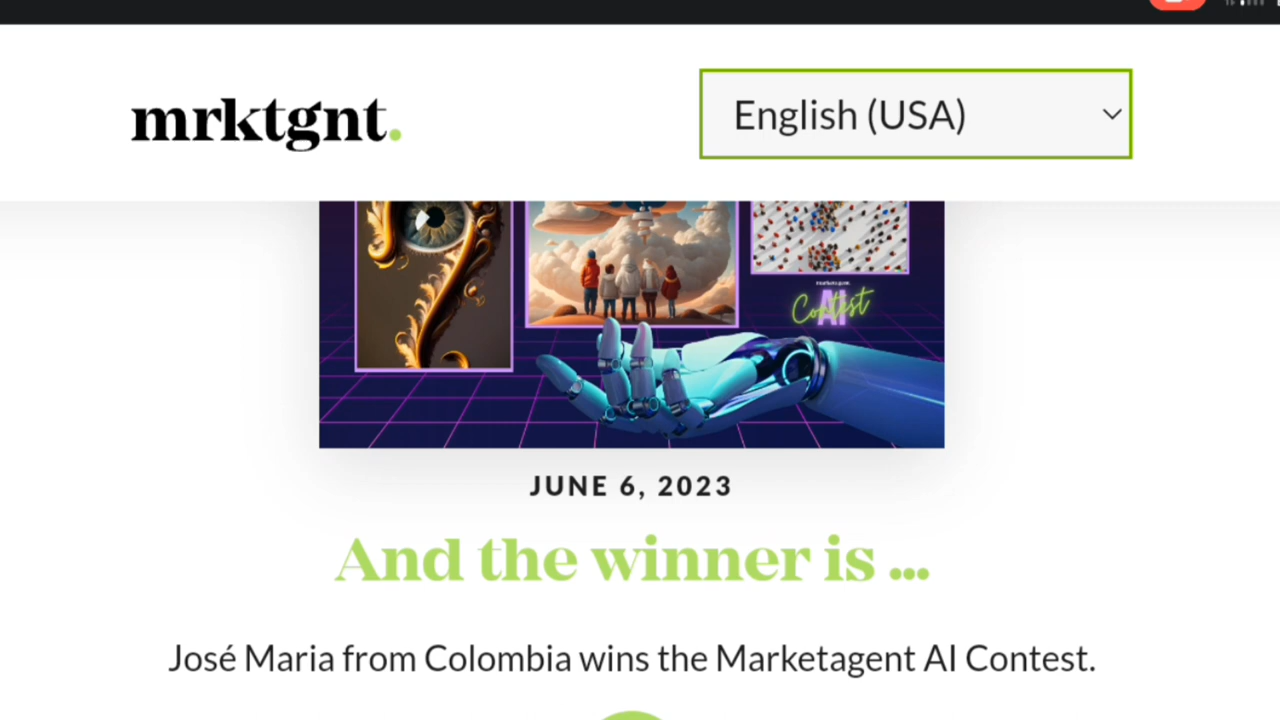 mrktgnt.
English (USA)
AI Contest
JUNE 6, 2023
And the winner is ...
José Maria from Colombia wins the Marketagent AI Contest.